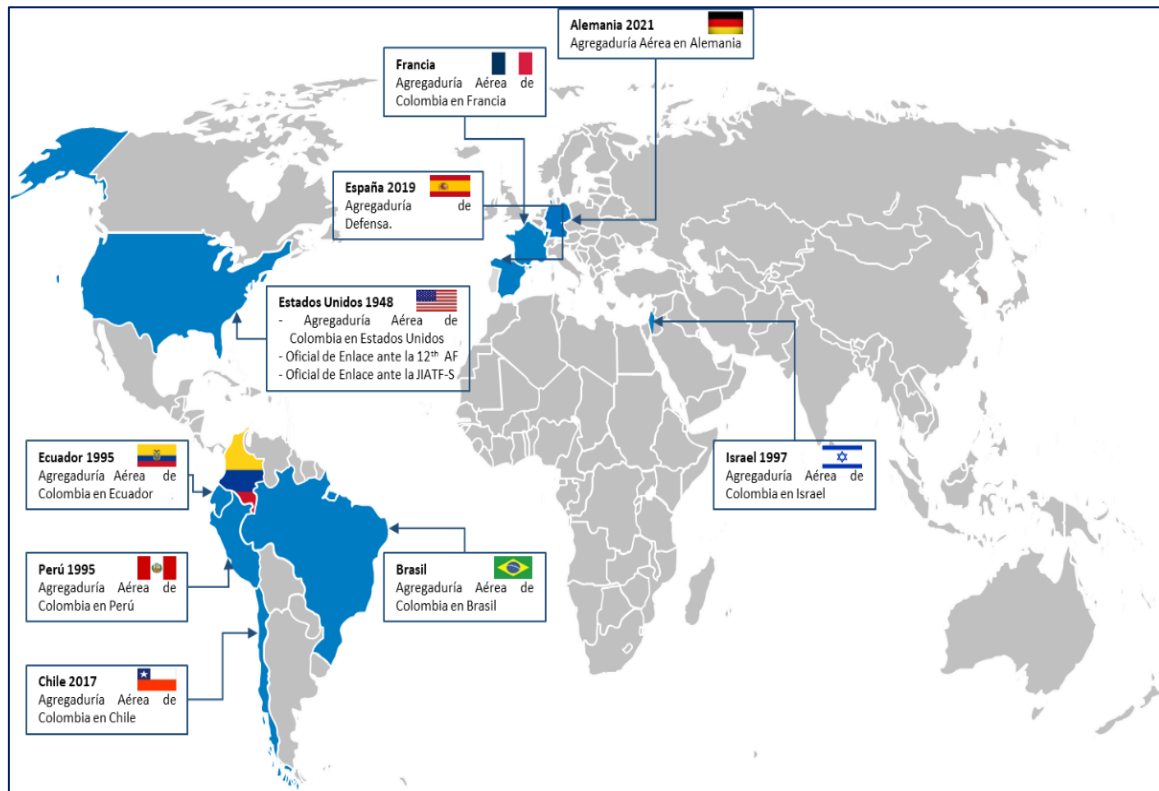 Alemania 2021
Agregaduría Aérea en Alemania
Francia
Agregaduría Aérea de
Colombia en Francia
España 2019
Agregaduría de
Defensa.
Estados Unidos 1948
- Agregaduría Aérea de
Colombia en Estados Unidos
- Oficial de Enlace ante la 12th AF
- Oficial de Enlace ante la JIATF-S
Ecuador 1995
Agregaduría Aérea de
Colombia en Ecuador
Israel 1997
Agregaduría Aérea de
Colombia en Israel
Perú 1995
Agregaduría Aérea de
Colombia en Perú
Brasil
Agregaduría Aérea de
Colombia en Brasil
Chile 2017
Agregaduría Aérea de
Colombia en Chile